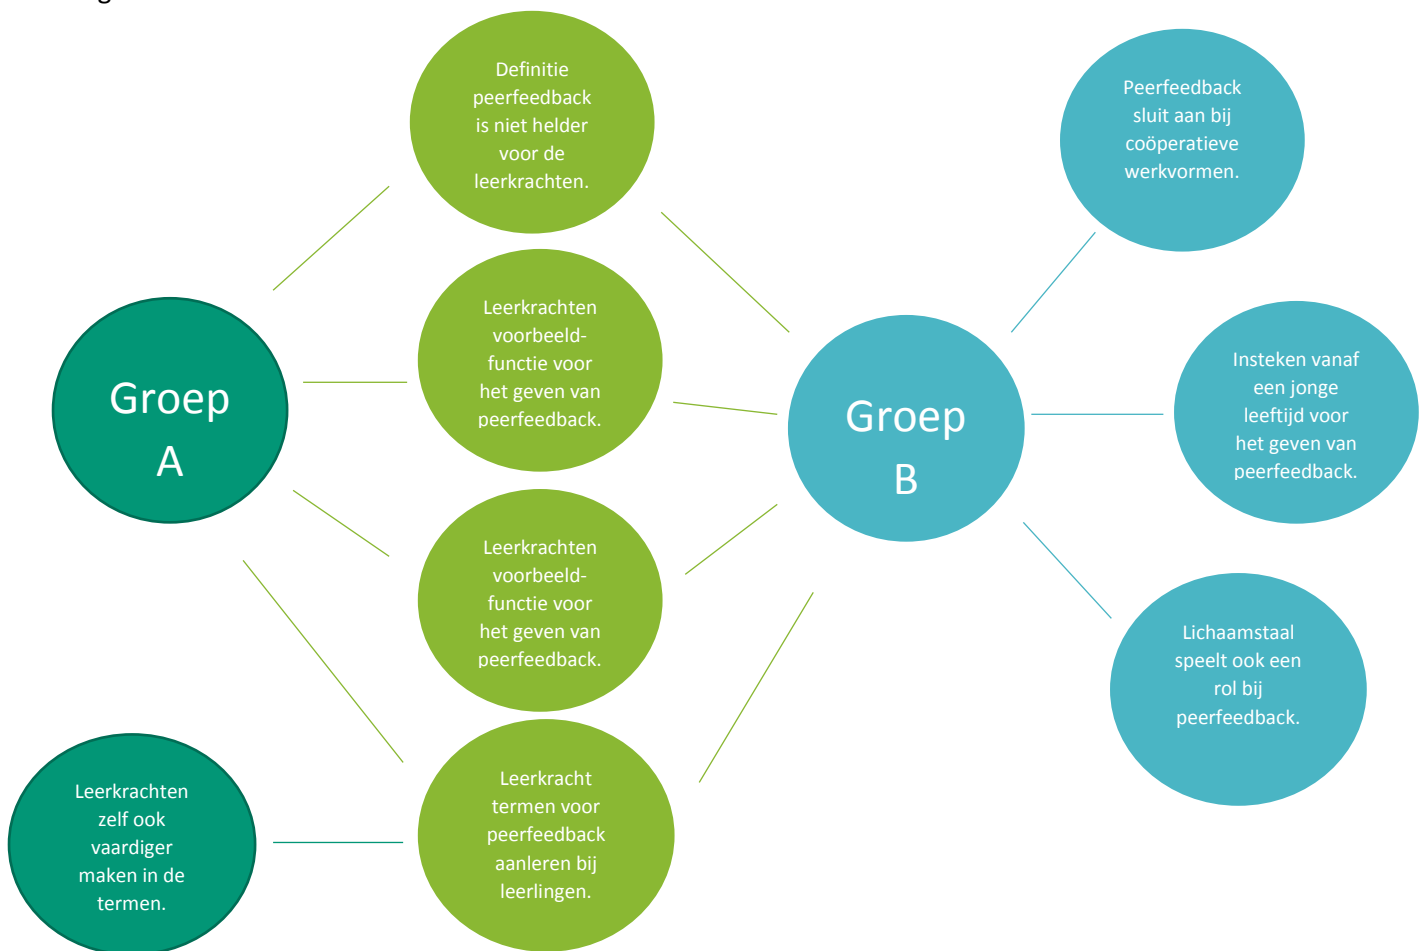 Definitie
peerfeedback
is niet helder
voor de
leerkrachten.
Peerfeedback
sluit aan bij
coöperatieve
werkvormen.
Leerkrachten
voorbeeld-
functie voor
het geven van
peerfeedback.
Groep
A
Groep
B
Insteken vanaf
een jonge
leeftijd voor
het geven van
peerfeedback.
Leerkrachten
voorbeeld-
functie voor
het geven van
peerfeedback.
Lichaamstaal
speelt ook een
rol bij
peerfeedback.
Leerkrachten
zelf ook
vaardiger
maken in de
termen.
Leerkracht
termen voor
peerfeedback
aanleren bij
leerlingen.